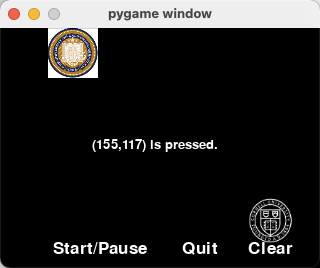 pygame window
(155,117) is pressed.
Start/Pause Quit Clear